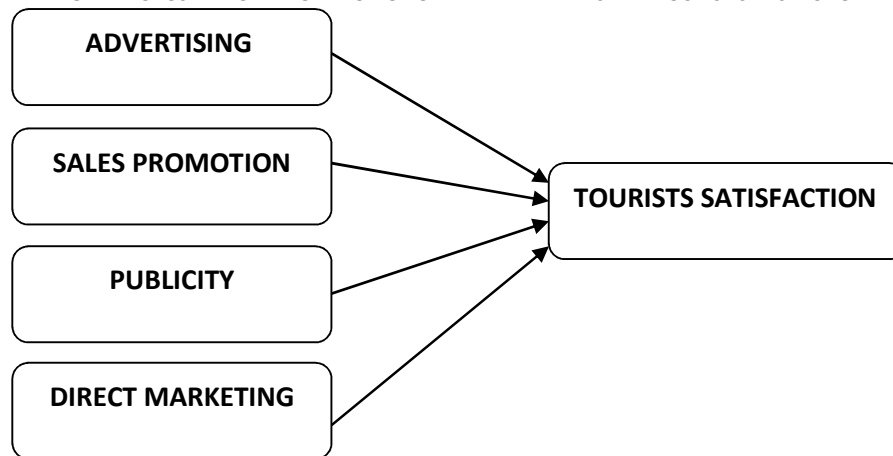 ADVERTISING
SALES PROMOTION
TOURISTS SATISFACTION
PUBLICITY
DIRECT MARKETING